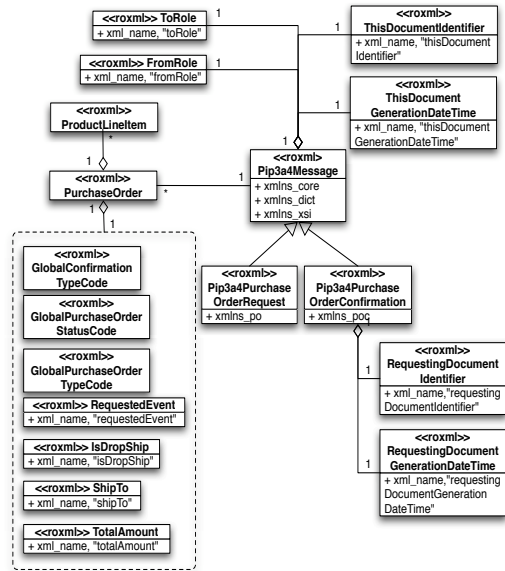 <<roxml>> ToRole
+ xml_name, "toRole"
1
<<roxml>> FromRole
+ xml_name, "fromRole"
1
1
<<roxml>>
ThisDocumentIdentifier
+ xml_name, "thisDocument
Identifier"
1
<<roxml>>
ThisDocument
GenerationDateTime
+ xml_name, "thisDocument
GenerationDateTime"
<<roxml>>
ProductLineItem
*
1
<<roxml>>
PurchaseOrder
*
1
1
<<roxml>
Pip3a4Message
+ xmlns_core
+ xmlns_dict
+ xmlns_xsi
1
1
<<roxml>>
GlobalConfirmation
TypeCode
<<roxml>>
GlobalPurchaseOrder
StatusCode
<<roxml>>
GlobalPurchaseOrder
TypeCode
<<roxml>> RequestedEvent
+ xml_name, "requestedEvent"
<<roxml>> IsDropShip
+ xml_name, "isDropShip"
<<roxml>> ShipTo
+ xml_name, "shipTo"
<<roxml>> TotalAmount
+ xml_name, "totalAmount"
<<roxml>>
Pip3a4Purchase
OrderRequest
+ xmlns_po
<<roxml>>
Pip3a4Purchase
OrderConfirmation
+ xmlns_poc
1
1
<<roxml>>
RequestingDocument
Identifier
+ xml_name,"requesting
DocumentIdentifier"
1
<<roxml>>
RequestingDocument
GenerationDateTime
+ xml_name,"requesting
DocumentGeneration
DateTime"